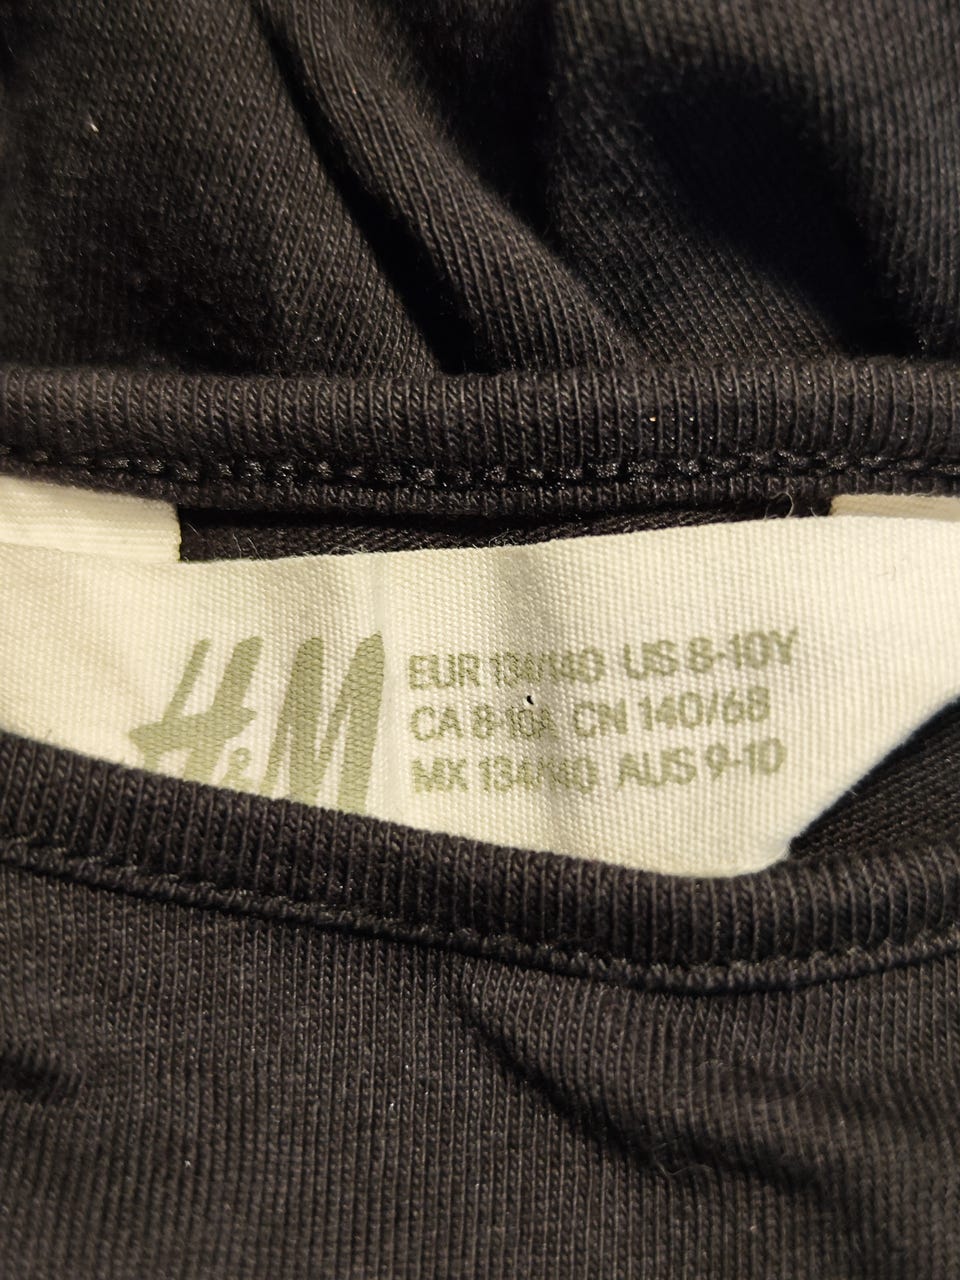 H&M
EUR 134/140 US 8-10Y
CA 8-10A CN 140/68
MX 134/140 AUS 9-10